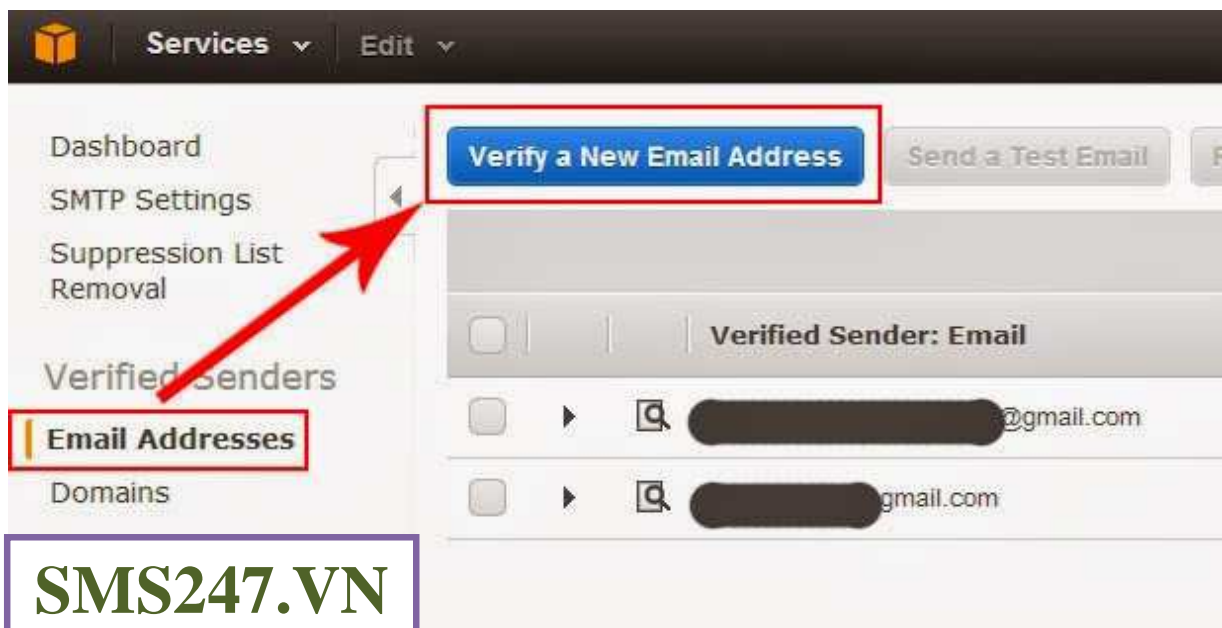 Services Edit
Dashboard
SMTP Settings
Suppression List
Removal
Verified Senders
Email Addresses
Domains
Verify a New Email Address Send a Test Email
Verified Sender: Email
@gmail.com
gmail.com
SMS247.VN